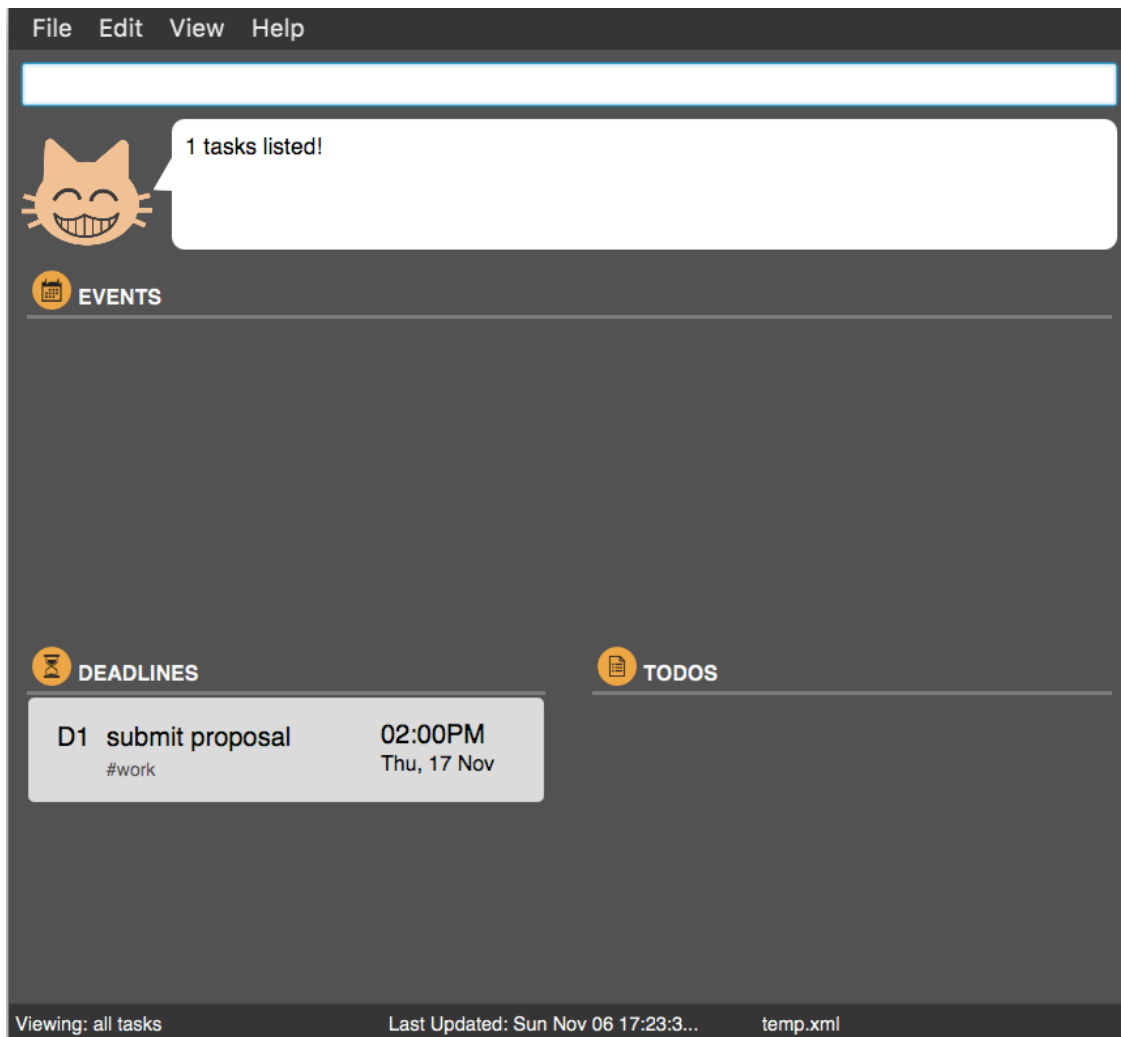 File Edit View Help
1 tasks listed!
EVENTS
DEADLINES
D1 submit proposal 02:00PM
#work Thu, 17 Nov
TODOS
Viewing: all tasks Last Updated: Sun Nov 06 17:23:3... temp.xml